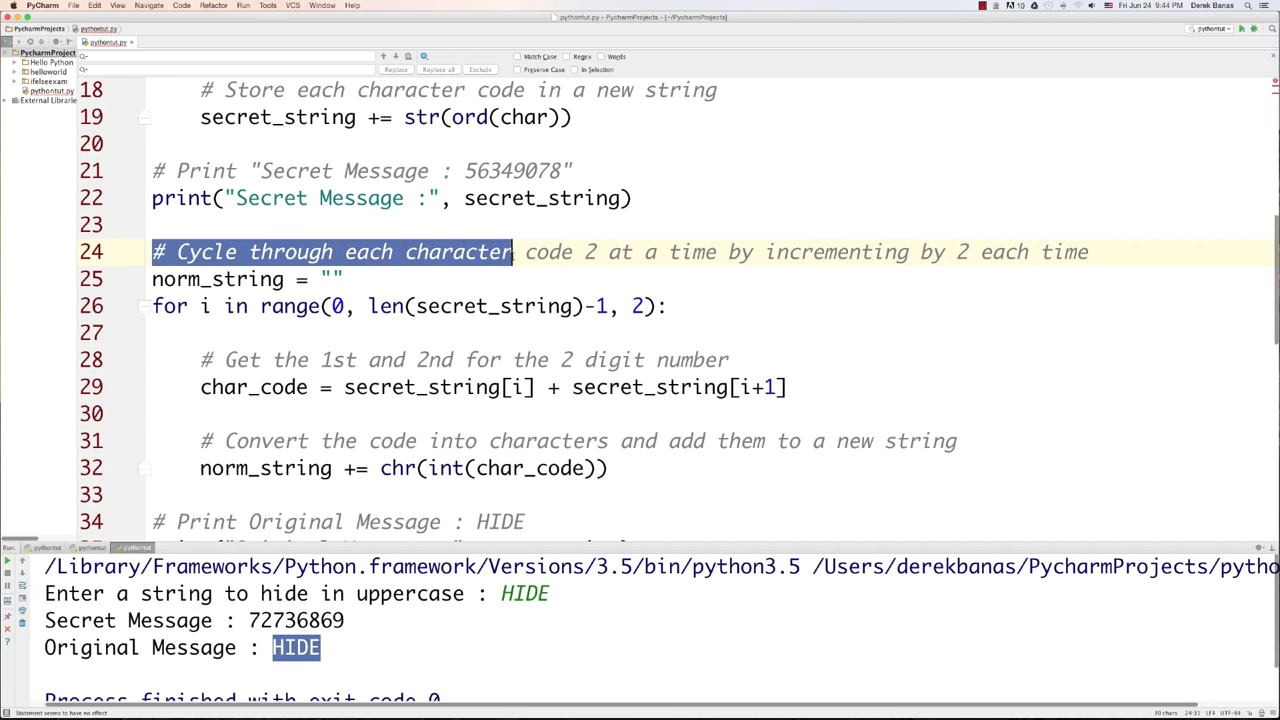 PyCharm File Edit View Navigate Code Refactor Run Tools VCS Window Help Fri Jun 24 9:44 PM Derek Banas
pythontut.py - PycharmProjects - [~/PycharmProjects]
PycharmProjects pythontut.py pythontut
pythontut.py
PycharmProject
Hello Python
helloworld
ifelseexam
pythontut.py
External Librarie
Match Case Regex Words
Replace Replace all Exclude Preserve Case In Selection
18 # Store each character code in a new string
19 secret_string += str(ord(char))
20
21 # Print "Secret Message : 56349078"
22 print("Secret Message :", secret_string)
23
24 # Cycle through each character code 2 at a time by incrementing by 2 each time
25 norm_string = ""
26 for i in range(0, len(secret_string)-1, 2):
27
28 # Get the 1st and 2nd for the 2 digit number
29 char_code = secret_string[i] + secret_string[i+1]
30
31 # Convert the code into characters and add them to a new string
32 norm_string += chr(int(char_code))
33
34 # Print Original Message : HIDE
Run: pythontut pythontut pythontut
/Library/Frameworks/Python.framework/Versions/3.5/bin/python3.5 /Users/derekbanas/PycharmProjects/pytho
Enter a string to hide in uppercase : HIDE
Secret Message : 72736869
Original Message : HIDE
Process finished with exit code 0
Statement seems to have no effect 30 chars 24:31 LF÷ UTF-8÷